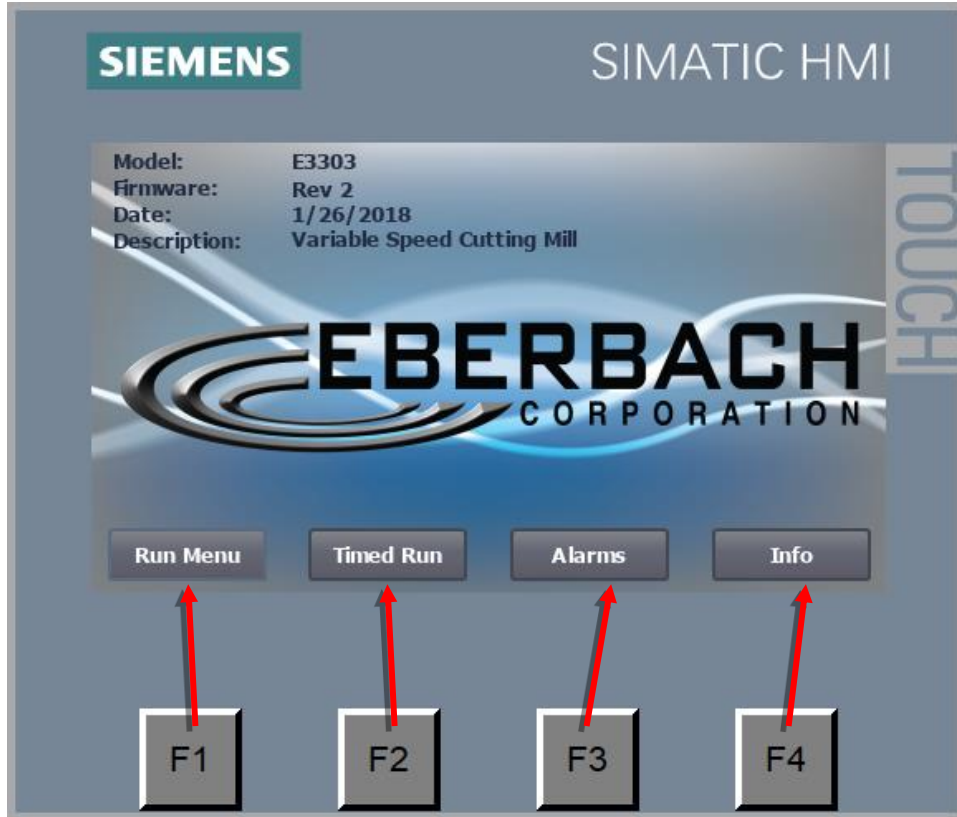 SIEMENS
SIMATIC HMI
TOUCH
Model: E3303
Firmware: Rev 2
Date: 1/26/2018
Description: Variable Speed Cutting Mill
EBERBACH
CORPORATION
Run Menu Timed Run Alarms Info
F1 F2 F3 F4